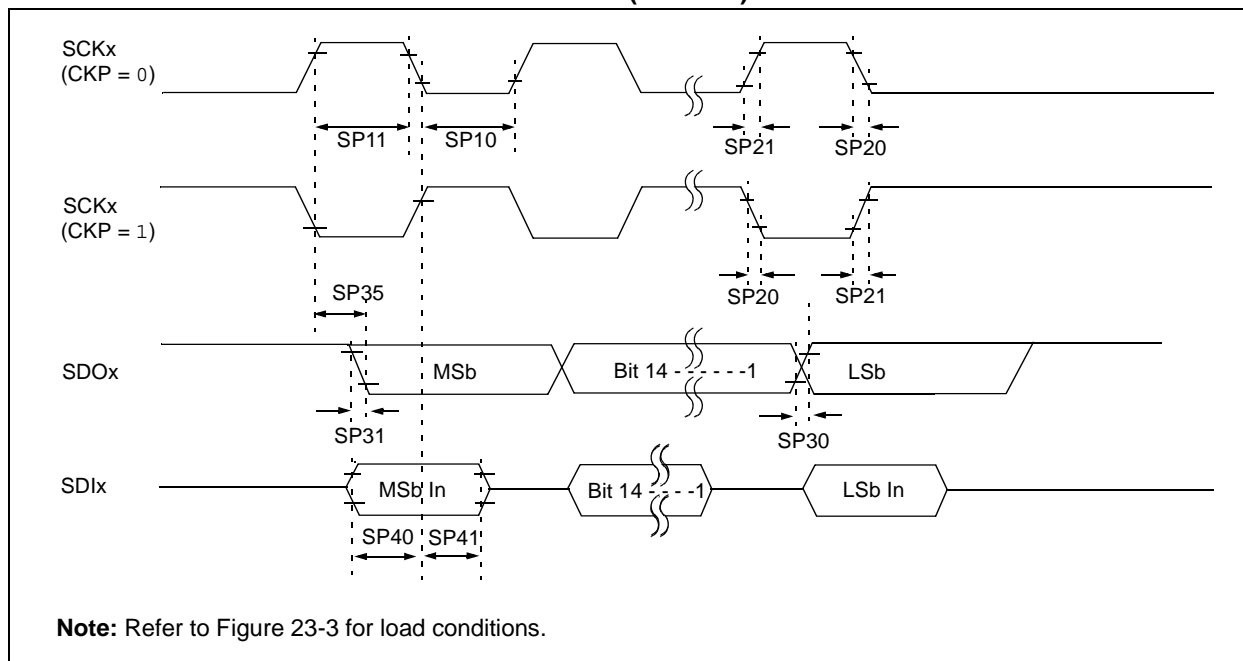 SCKx
(CKP = 0)
SP11
SP10
SP21
SP20
SCKx
(CKP = 1)
SP35
SP20
SP21
SDOx
MSb
Bit 14 - - - - - -1
LSb
SP31
SP30
SDIx
MSb In
Bit 14 - - - -1
LSb In
SP40
SP41
Note: Refer to Figure 23-3 for load conditions.